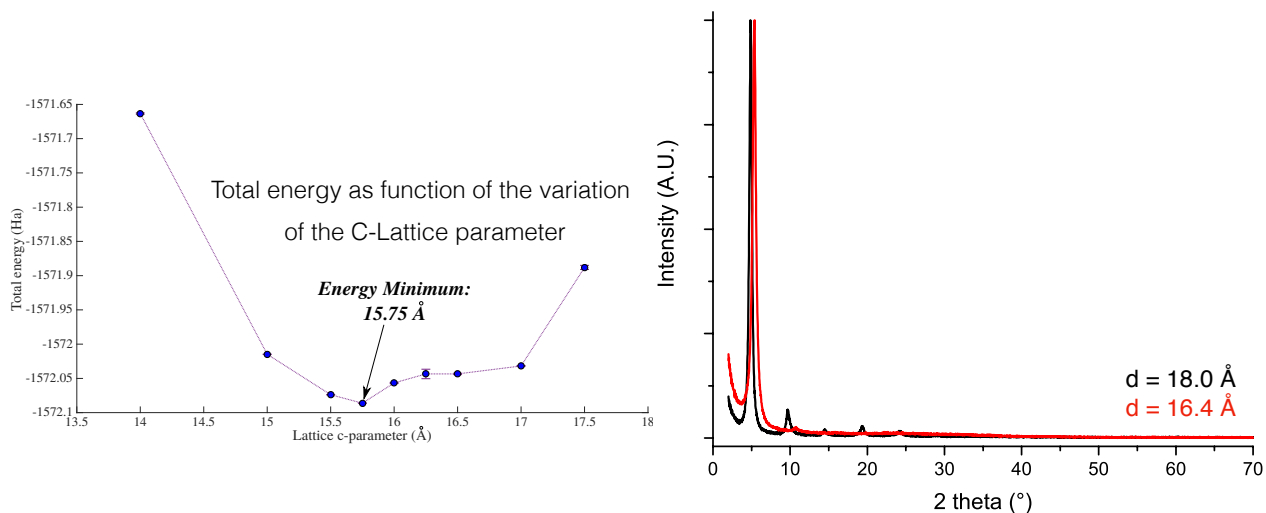 -1571.65
-1571.7
-1571.75
-1571.8
-1571.85
-1571.9
-1571.95
-1572
-1572.05
-1572.1
Total energy (Ha)
Total energy as function of the variation
of the C-Lattice parameter
Energy Minimum:
15.75 Å
13.5 14 14.5 15 15.5 16 16.5 17 17.5 18
Lattice c-parameter (Å)
Intensity (A.U.)
d = 18.0 Å
d = 16.4 Å
0 10 20 30 40 50 60 70
2 theta (°)